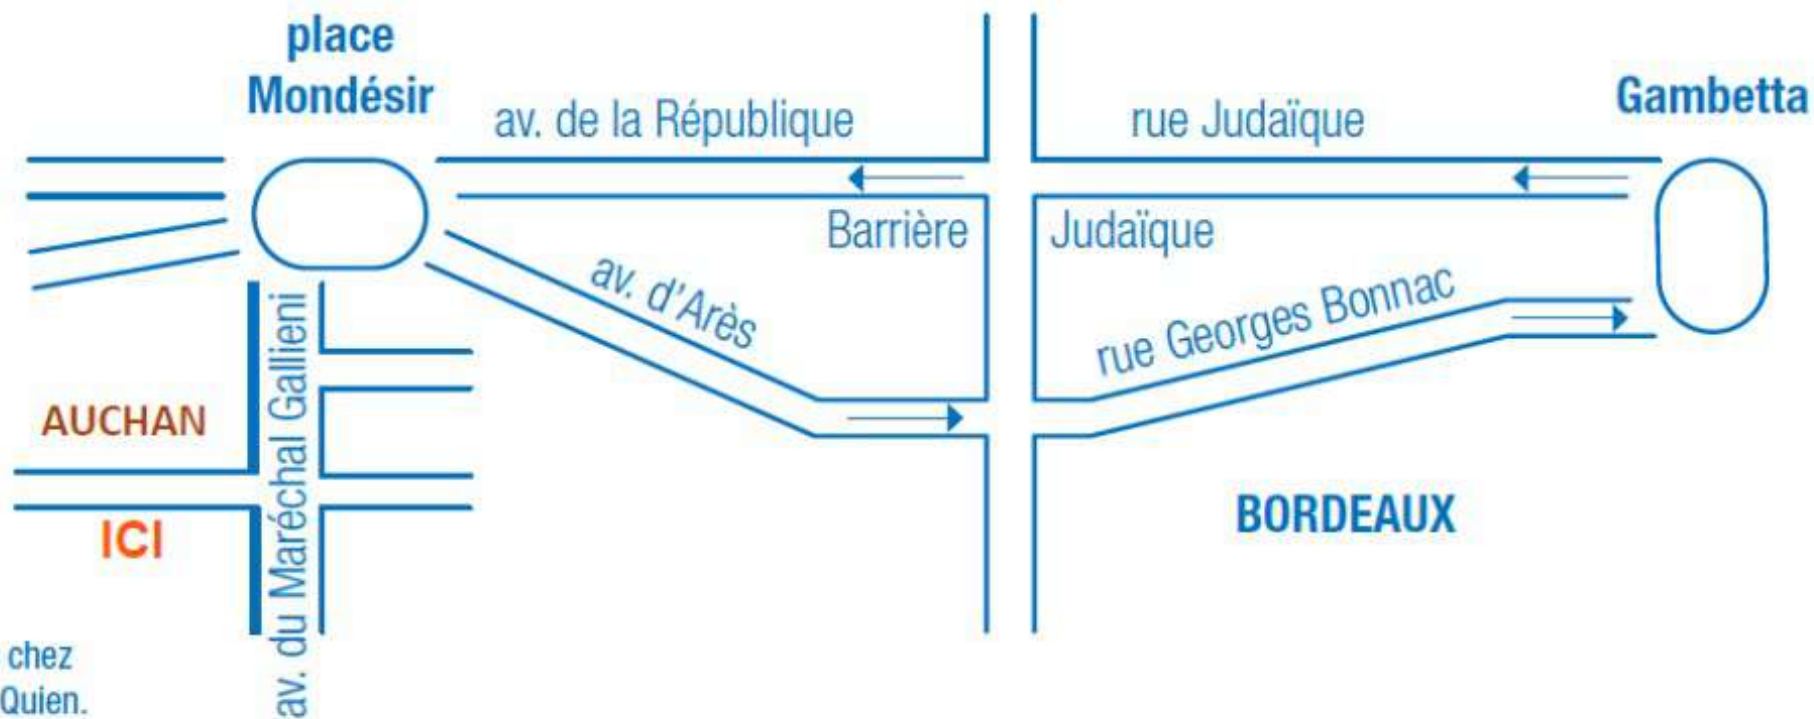 place
Mondésir
av. de la République
rue Judaïque
Gambetta
Barrière
Judaïque
av. d'Arès
rue Georges Bonnac
av. du Maréchal Gallieni
AUCHAN
ICI
BORDEAUX
chez
Quien.